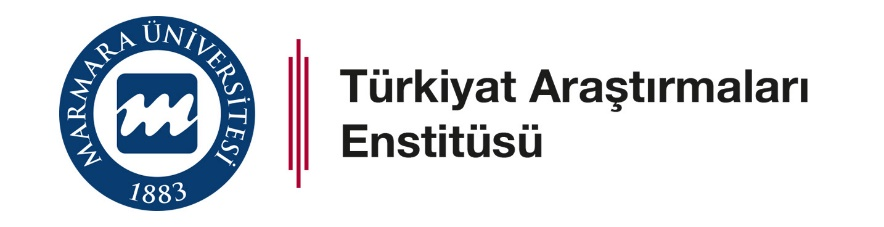 MARMARA ÜNİVERSİTESİ
1883
Türkiyat Araştırmaları
Enstitüsü